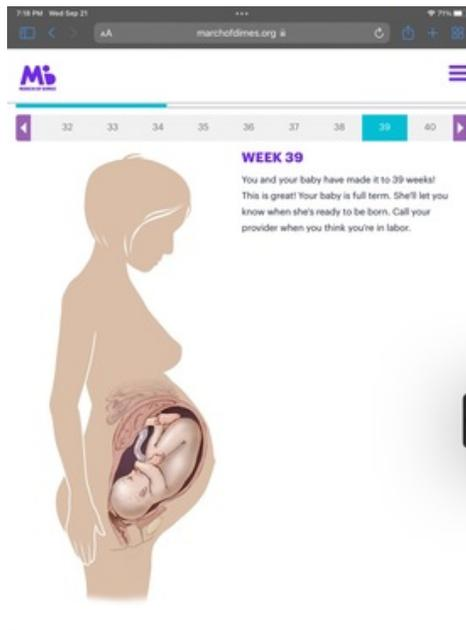 7:18 PM Wed Sep 21
71%
AA
marchofdimes.org
MARCH OF DIMES
32 33 34 35 36 37 38 39 40
WEEK 39
You and your baby have made it to 39 weeks!
This is great! Your baby is full term. She'll let you
know when she's ready to be born. Call your
provider when you think you're in labor.